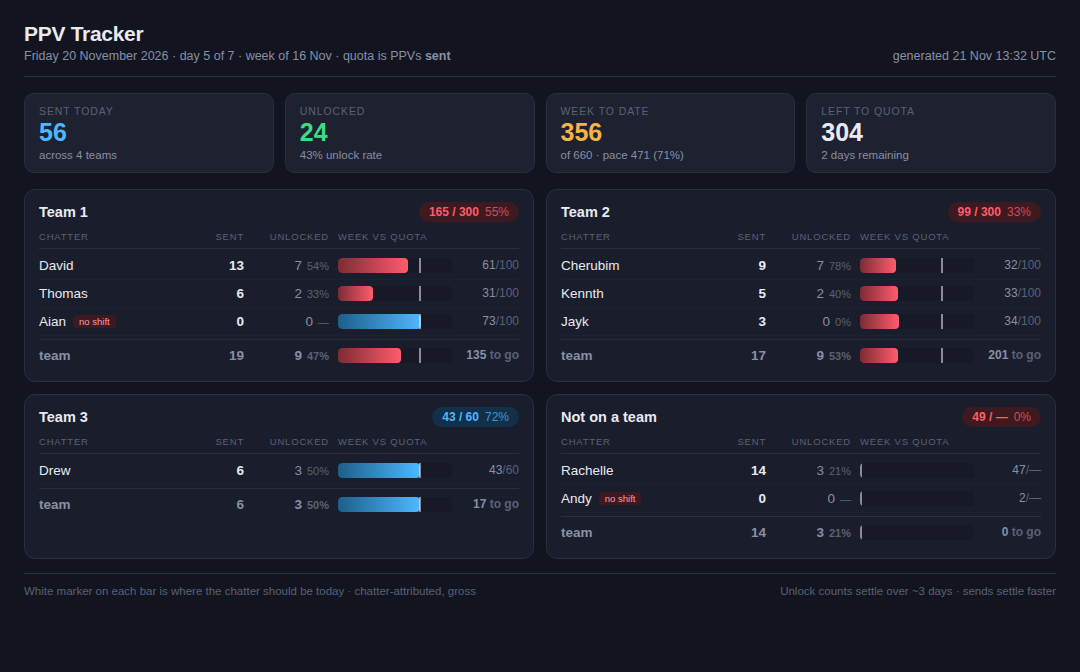 PPV Tracker
Friday 20 November 2026 · day 5 of 7 · week of 16 Nov · quota is PPVs sent
generated 21 Nov 13:32 UTC
SENT TODAY
56
across 4 teams
UNLOCKED
24
43% unlock rate
WEEK TO DATE
356
of 660 · pace 471 (71%)
LEFT TO QUOTA
304
2 days remaining
Team 1
165 / 300 55%
CHATTER SENT UNLOCKED WEEK VS QUOTA
David 13 7 54% 61/100
Thomas 6 2 33% 31/100
Aian no shift 0 0 — 73/100
team 19 9 47% 135 to go
Team 2
99 / 300 33%
CHATTER SENT UNLOCKED WEEK VS QUOTA
Cherubim 9 7 78% 32/100
Kennth 5 2 40% 33/100
Jayk 3 0 0% 34/100
team 17 9 53% 201 to go
Team 3
43 / 60 72%
CHATTER SENT UNLOCKED WEEK VS QUOTA
Drew 6 3 50% 43/60
team 6 3 50% 17 to go
Not on a team
49 / — 0%
CHATTER SENT UNLOCKED WEEK VS QUOTA
Rachelle 14 3 21% 47/—
Andy no shift 0 0 — 2/—
team 14 3 21% 0 to go
White marker on each bar is where the chatter should be today · chatter-attributed, gross
Unlock counts settle over ~3 days · sends settle faster